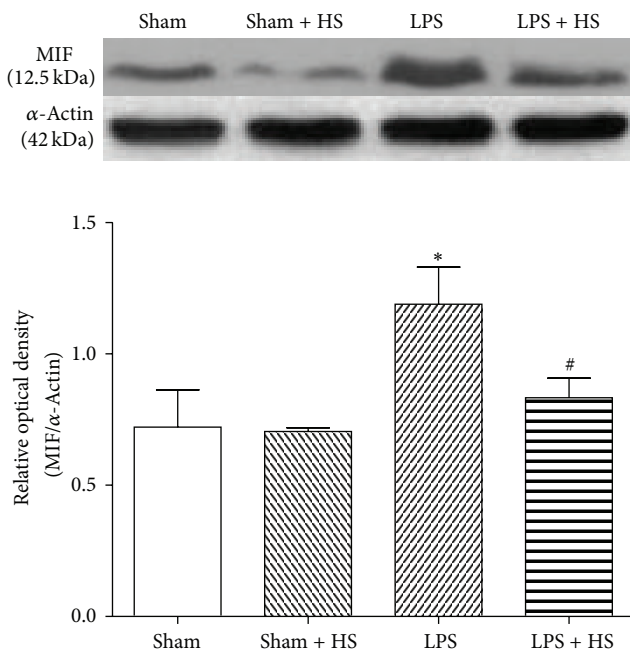 Sham Sham + HS LPS LPS + HS
MIF
(12.5 kDa)
α-Actin
(42 kDa)
1.5
*
1.0
#
0.5
0.0
Relative optical density
(MIF/α-Actin)
Sham Sham + HS LPS LPS + HS